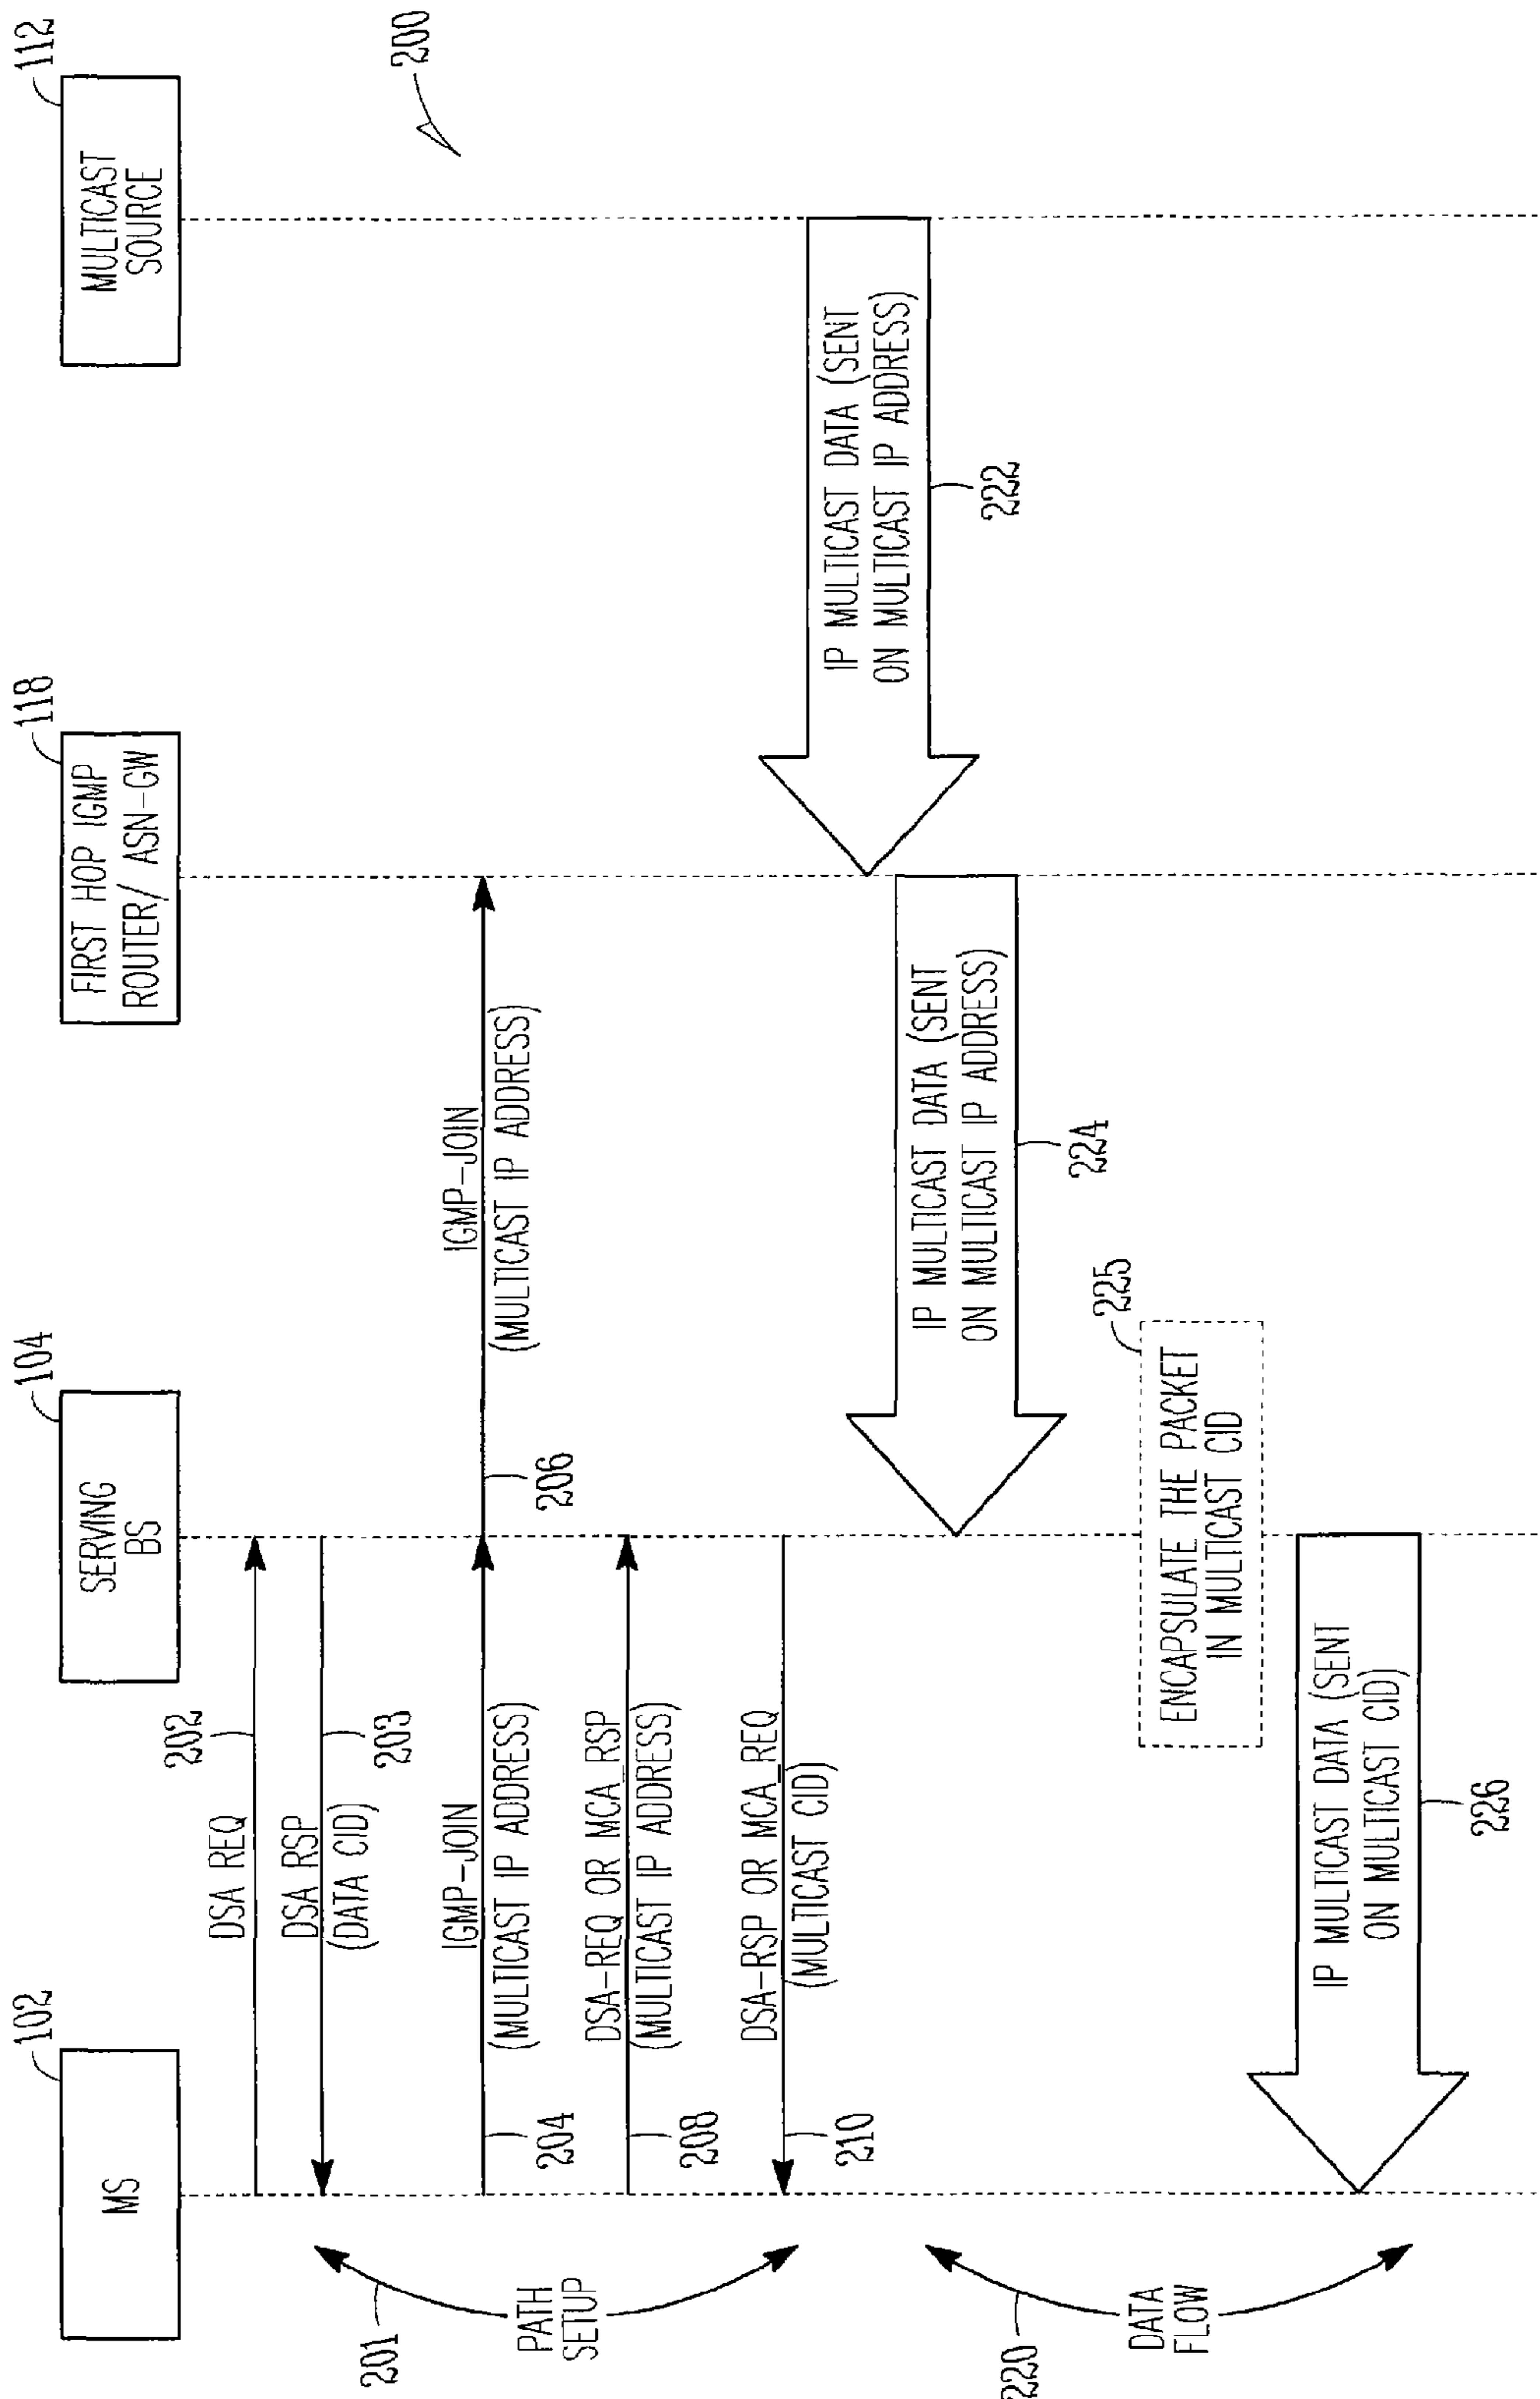 102
MS
104
SERVING
BS
118
FIRST HOP IGMP
ROUTER/ ASN-GW
112
MULTICAST
SOURCE
200
201
PATH
SETUP
DSA REQ
202
DSA RSP
(DATA CID)
203
IGMP-JOIN
(MULTICAST IP ADDRESS)
204
IGMP-JOIN
(MULTICAST IP ADDRESS)
206
DSA-REQ OR MCA_RSP
(MULTICAST IP ADDRESS)
208
DSA-RSP OR MCA_REQ
(MULTICAST CID)
210
220
DATA
FLOW
IP MULTICAST DATA (SENT
ON MULTICAST IP ADDRESS)
222
IP MULTICAST DATA (SENT
ON MULTICAST IP ADDRESS)
224
225
ENCAPSULATE THE PACKET
IN MULTICAST CID
IP MULTICAST DATA (SENT
ON MULTICAST CID)
226